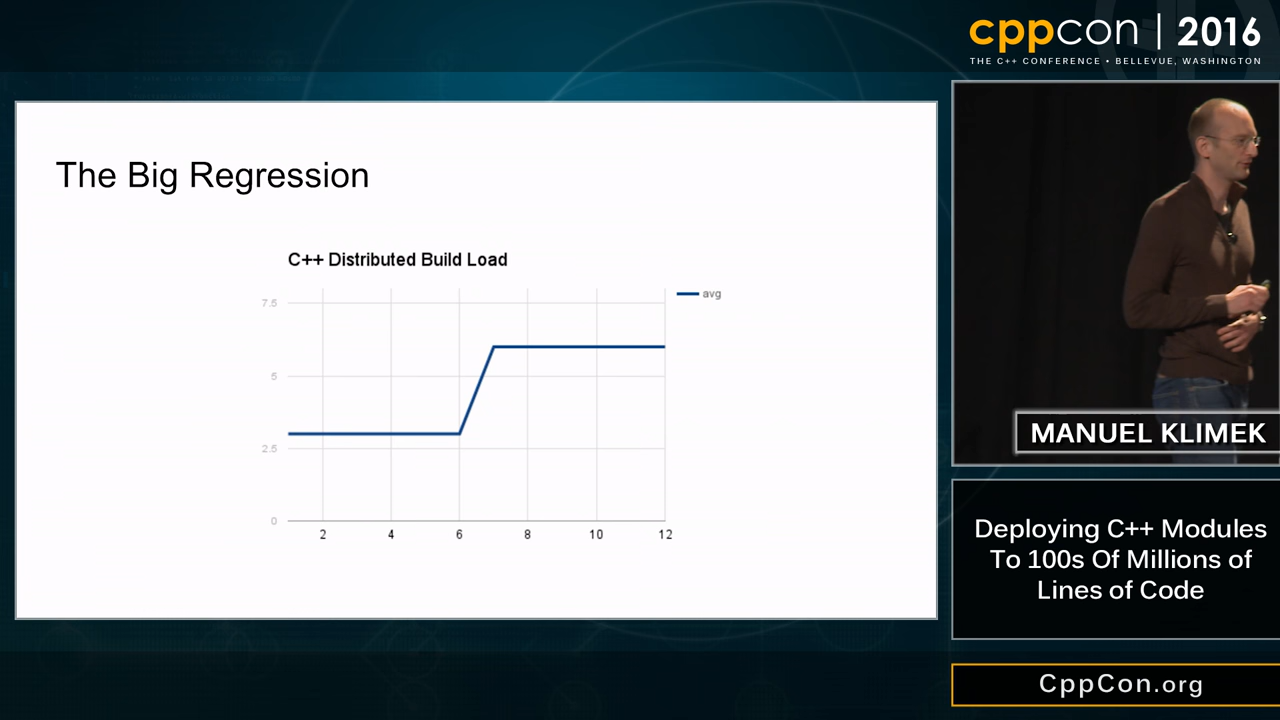 cppcon | 2016
THE C++ CONFERENCE • BELLEVUE, WASHINGTON
The Big Regression
C++ Distributed Build Load
avg
7.5
5
2.5
0
2 4 6 8 10 12
MANUEL KLIMEK
Deploying C++ Modules
To 100s Of Millions of
Lines of Code
CppCon.org